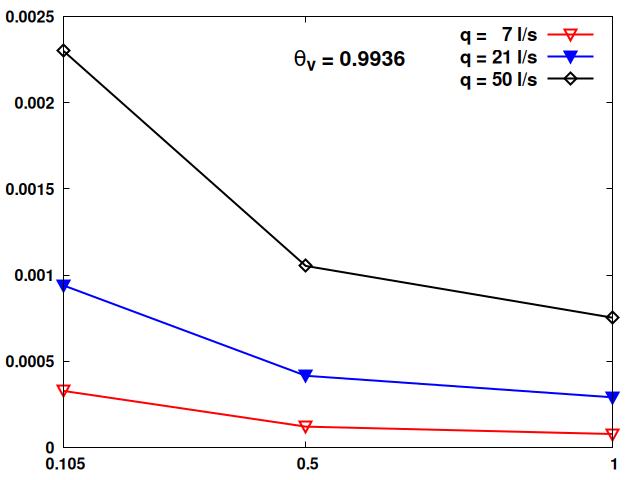 0.0025
q = 7 l/s
θv = 0.9936
q = 21 l/s
q = 50 l/s
0.002
0.0015
0.001
0.0005
0
0.105 0.5 1